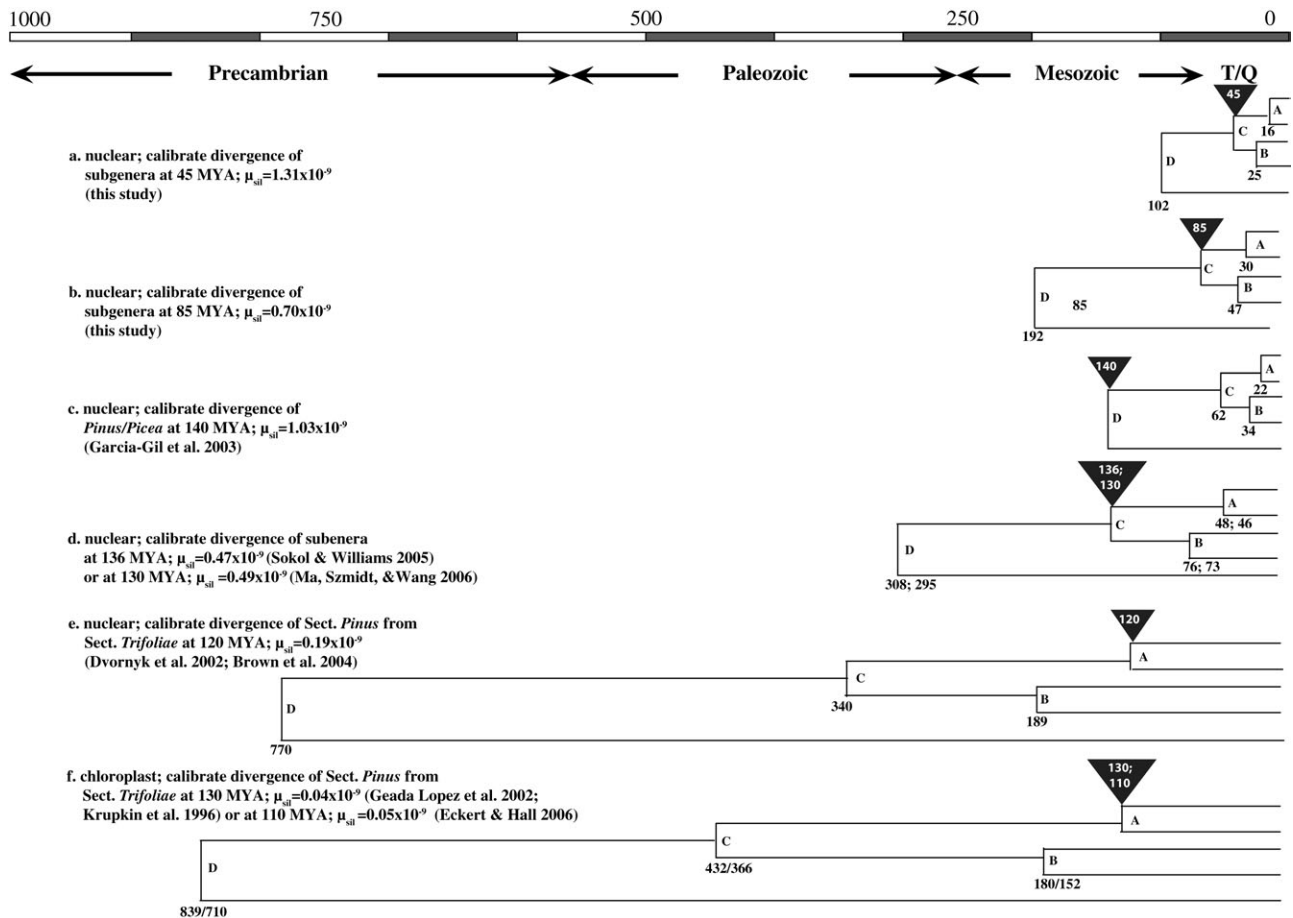 1000 750 500 250 0
Precambrian Paleozoic Mesozoic T/Q
45
A
C 16
a. nuclear; calibrate divergence of
subgenera at 45 MYA; μsil=1.31x10-9
(this study)
D B
25
102
85
A
C 30
b. nuclear; calibrate divergence of
subgenera at 85 MYA; μsil=0.70x10-9
(this study)
D 85 B
47
192
140
A
C 22
c. nuclear; calibrate divergence of
Pinus/Picea at 140 MYA; μsil=1.03x10-9
(Garcia-Gil et al. 2003)
D 62 B
34
136;
130
A
C 48; 46
d. nuclear; calibrate divergence of subenera
at 136 MYA; μsil=0.47x10-9 (Sokol & Williams 2005)
or at 130 MYA; μsil =0.49x10-9 (Ma, Szmidt, &Wang 2006)
D B
76; 73
308; 295
e. nuclear; calibrate divergence of Sect. Pinus from
Sect. Trifoliae at 120 MYA; μsil=0.19x10-9
(Dvornyk et al. 2002; Brown et al. 2004)
120
A
C
D 340 B
189
770
f. chloroplast; calibrate divergence of Sect. Pinus from
Sect. Trifoliae at 130 MYA; μsil=0.04x10-9 (Geada Lopez et al. 2002;
Krupkin et al. 1996) or at 110 MYA; μsil=0.05x10-9 (Eckert & Hall 2006)
130;
110
A
C
D 432/366 B
180/152
839/710